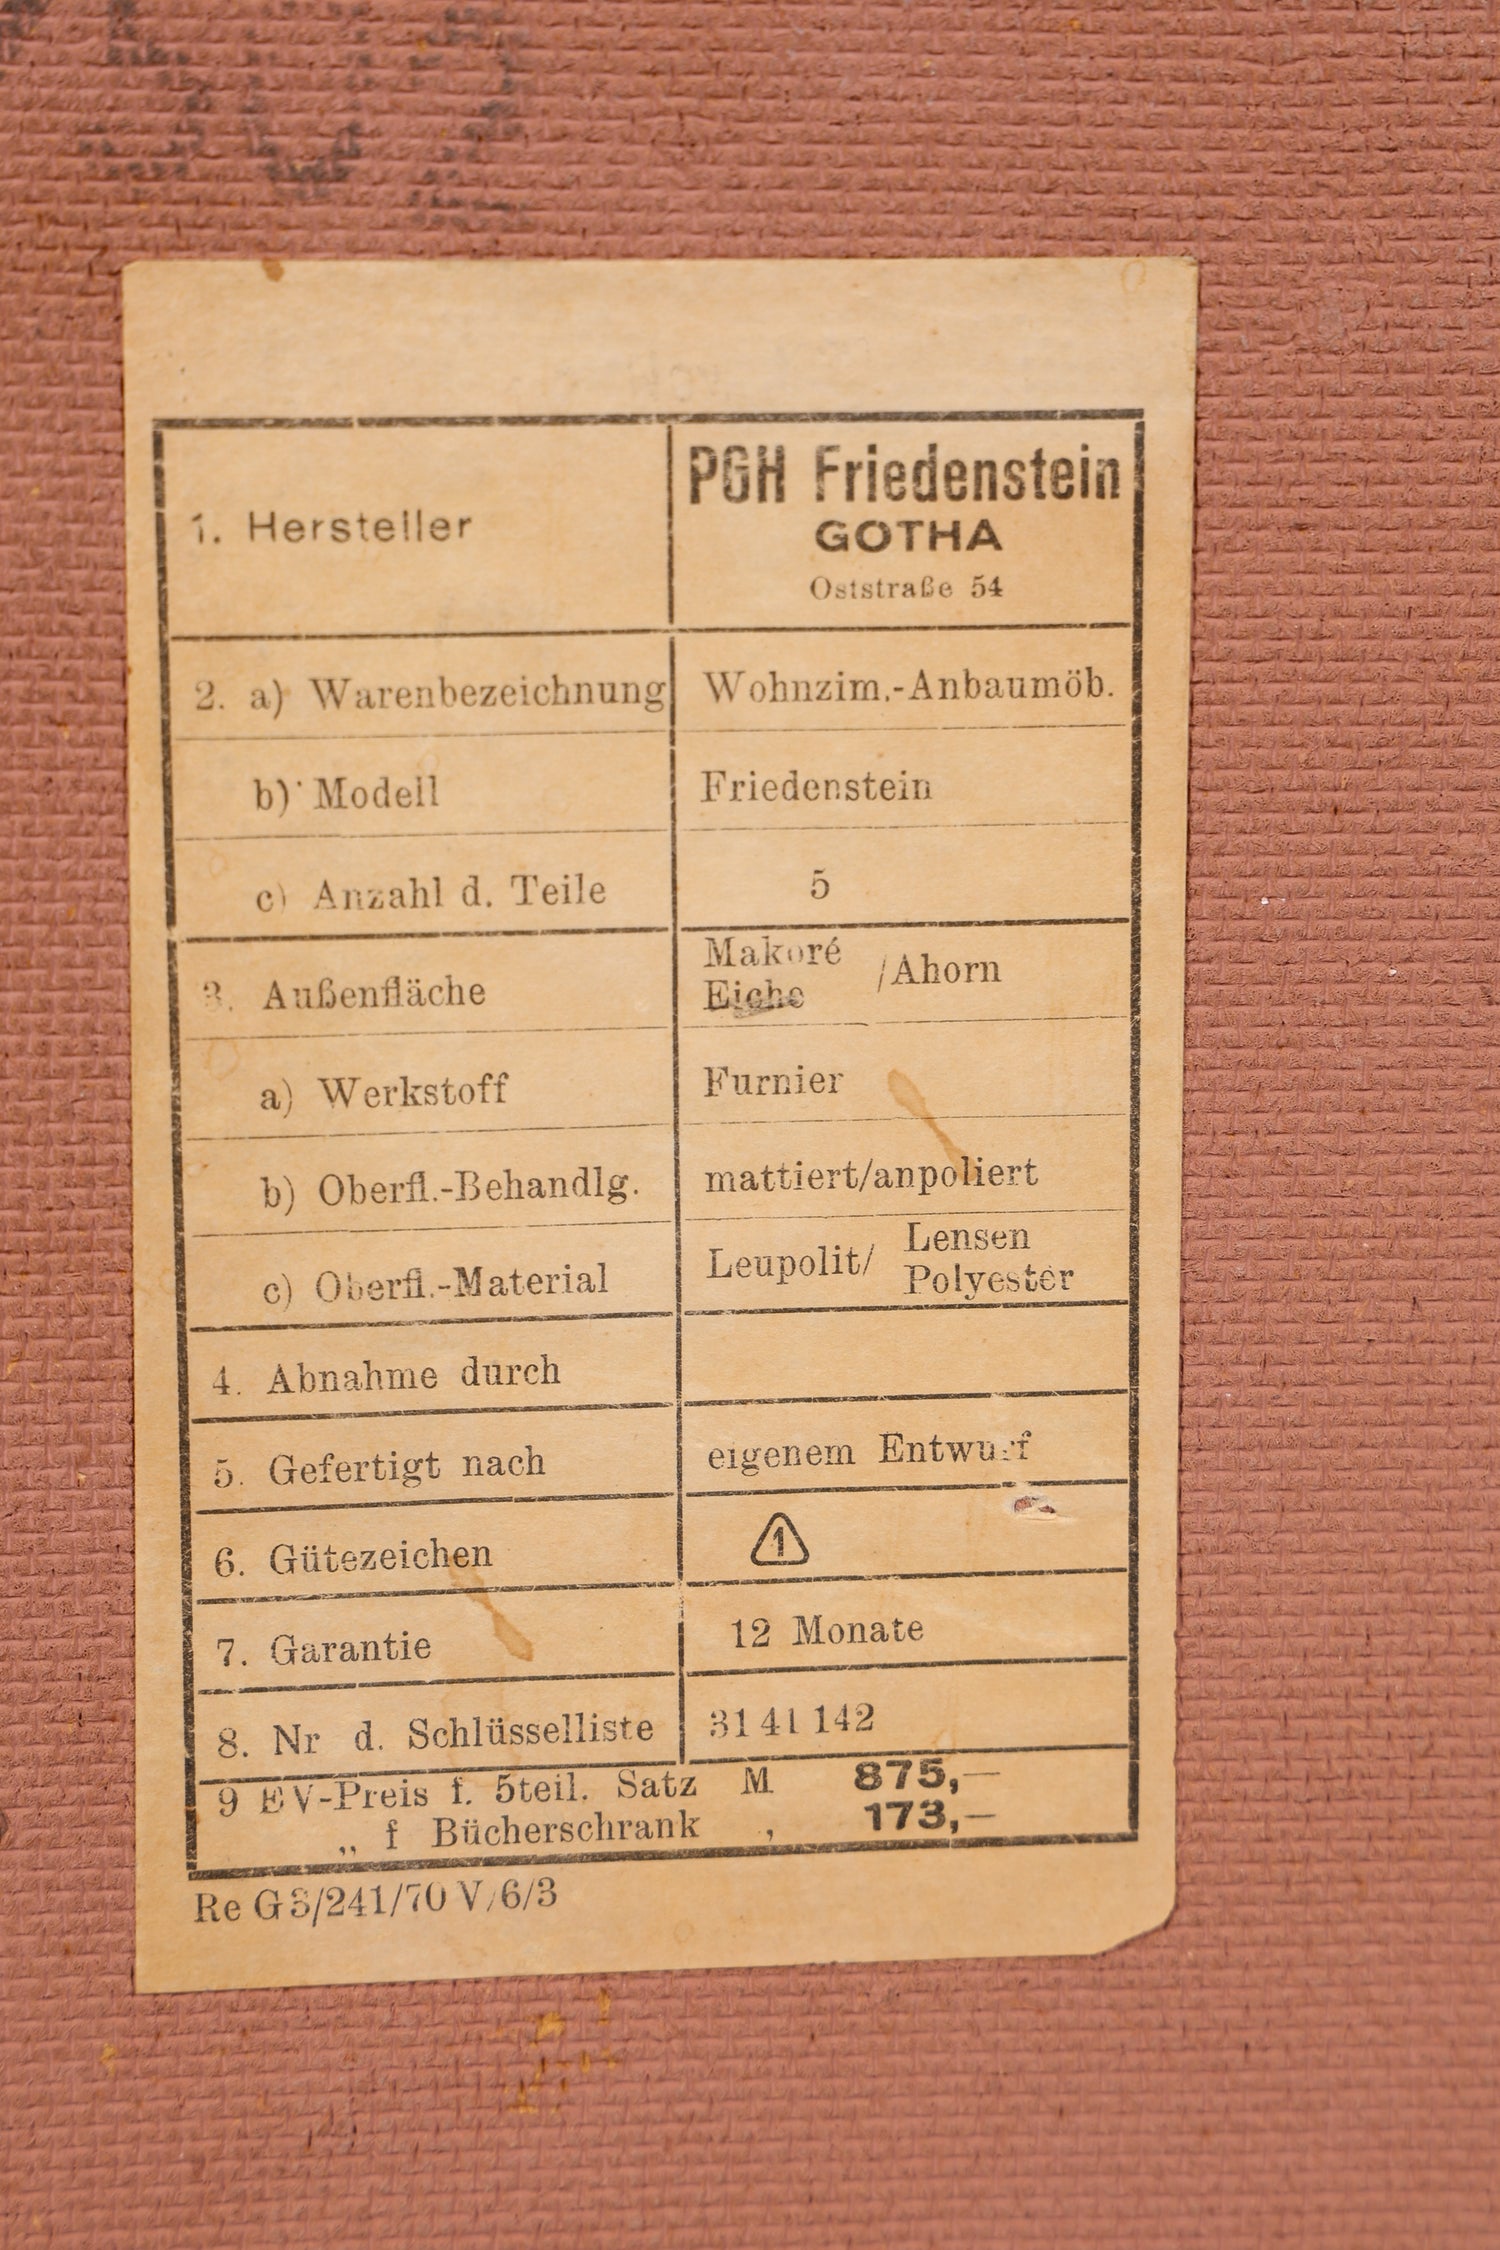 1. Hersteller
PGH Friedenstein
GOTHA
Oststraße 54
2. a) Warenbezeichnung Wohnzim.-Anbaumöb.
b) Modell Friedenstein
c) Anzahl d. Teile 5
3. Außenfläche
Makoré
Eiche
/Ahorn
a) Werkstoff Furnier
b) Oberfl.-Behandlg. mattiert/anpoliert
c) Oberfl.-Material Leupolit/
Lensen
Polyester
4. Abnahme durch
5. Gefertigt nach eigenem Entwurf
6. Gütezeichen 1
7. Garantie 12 Monate
8. Nr d. Schlüsselliste 31 41 142
9 EV-Preis f. 5teil. Satz M 875,—
„ f Bücherschrank , 173,—
Re G 3/241/70 V/6/3